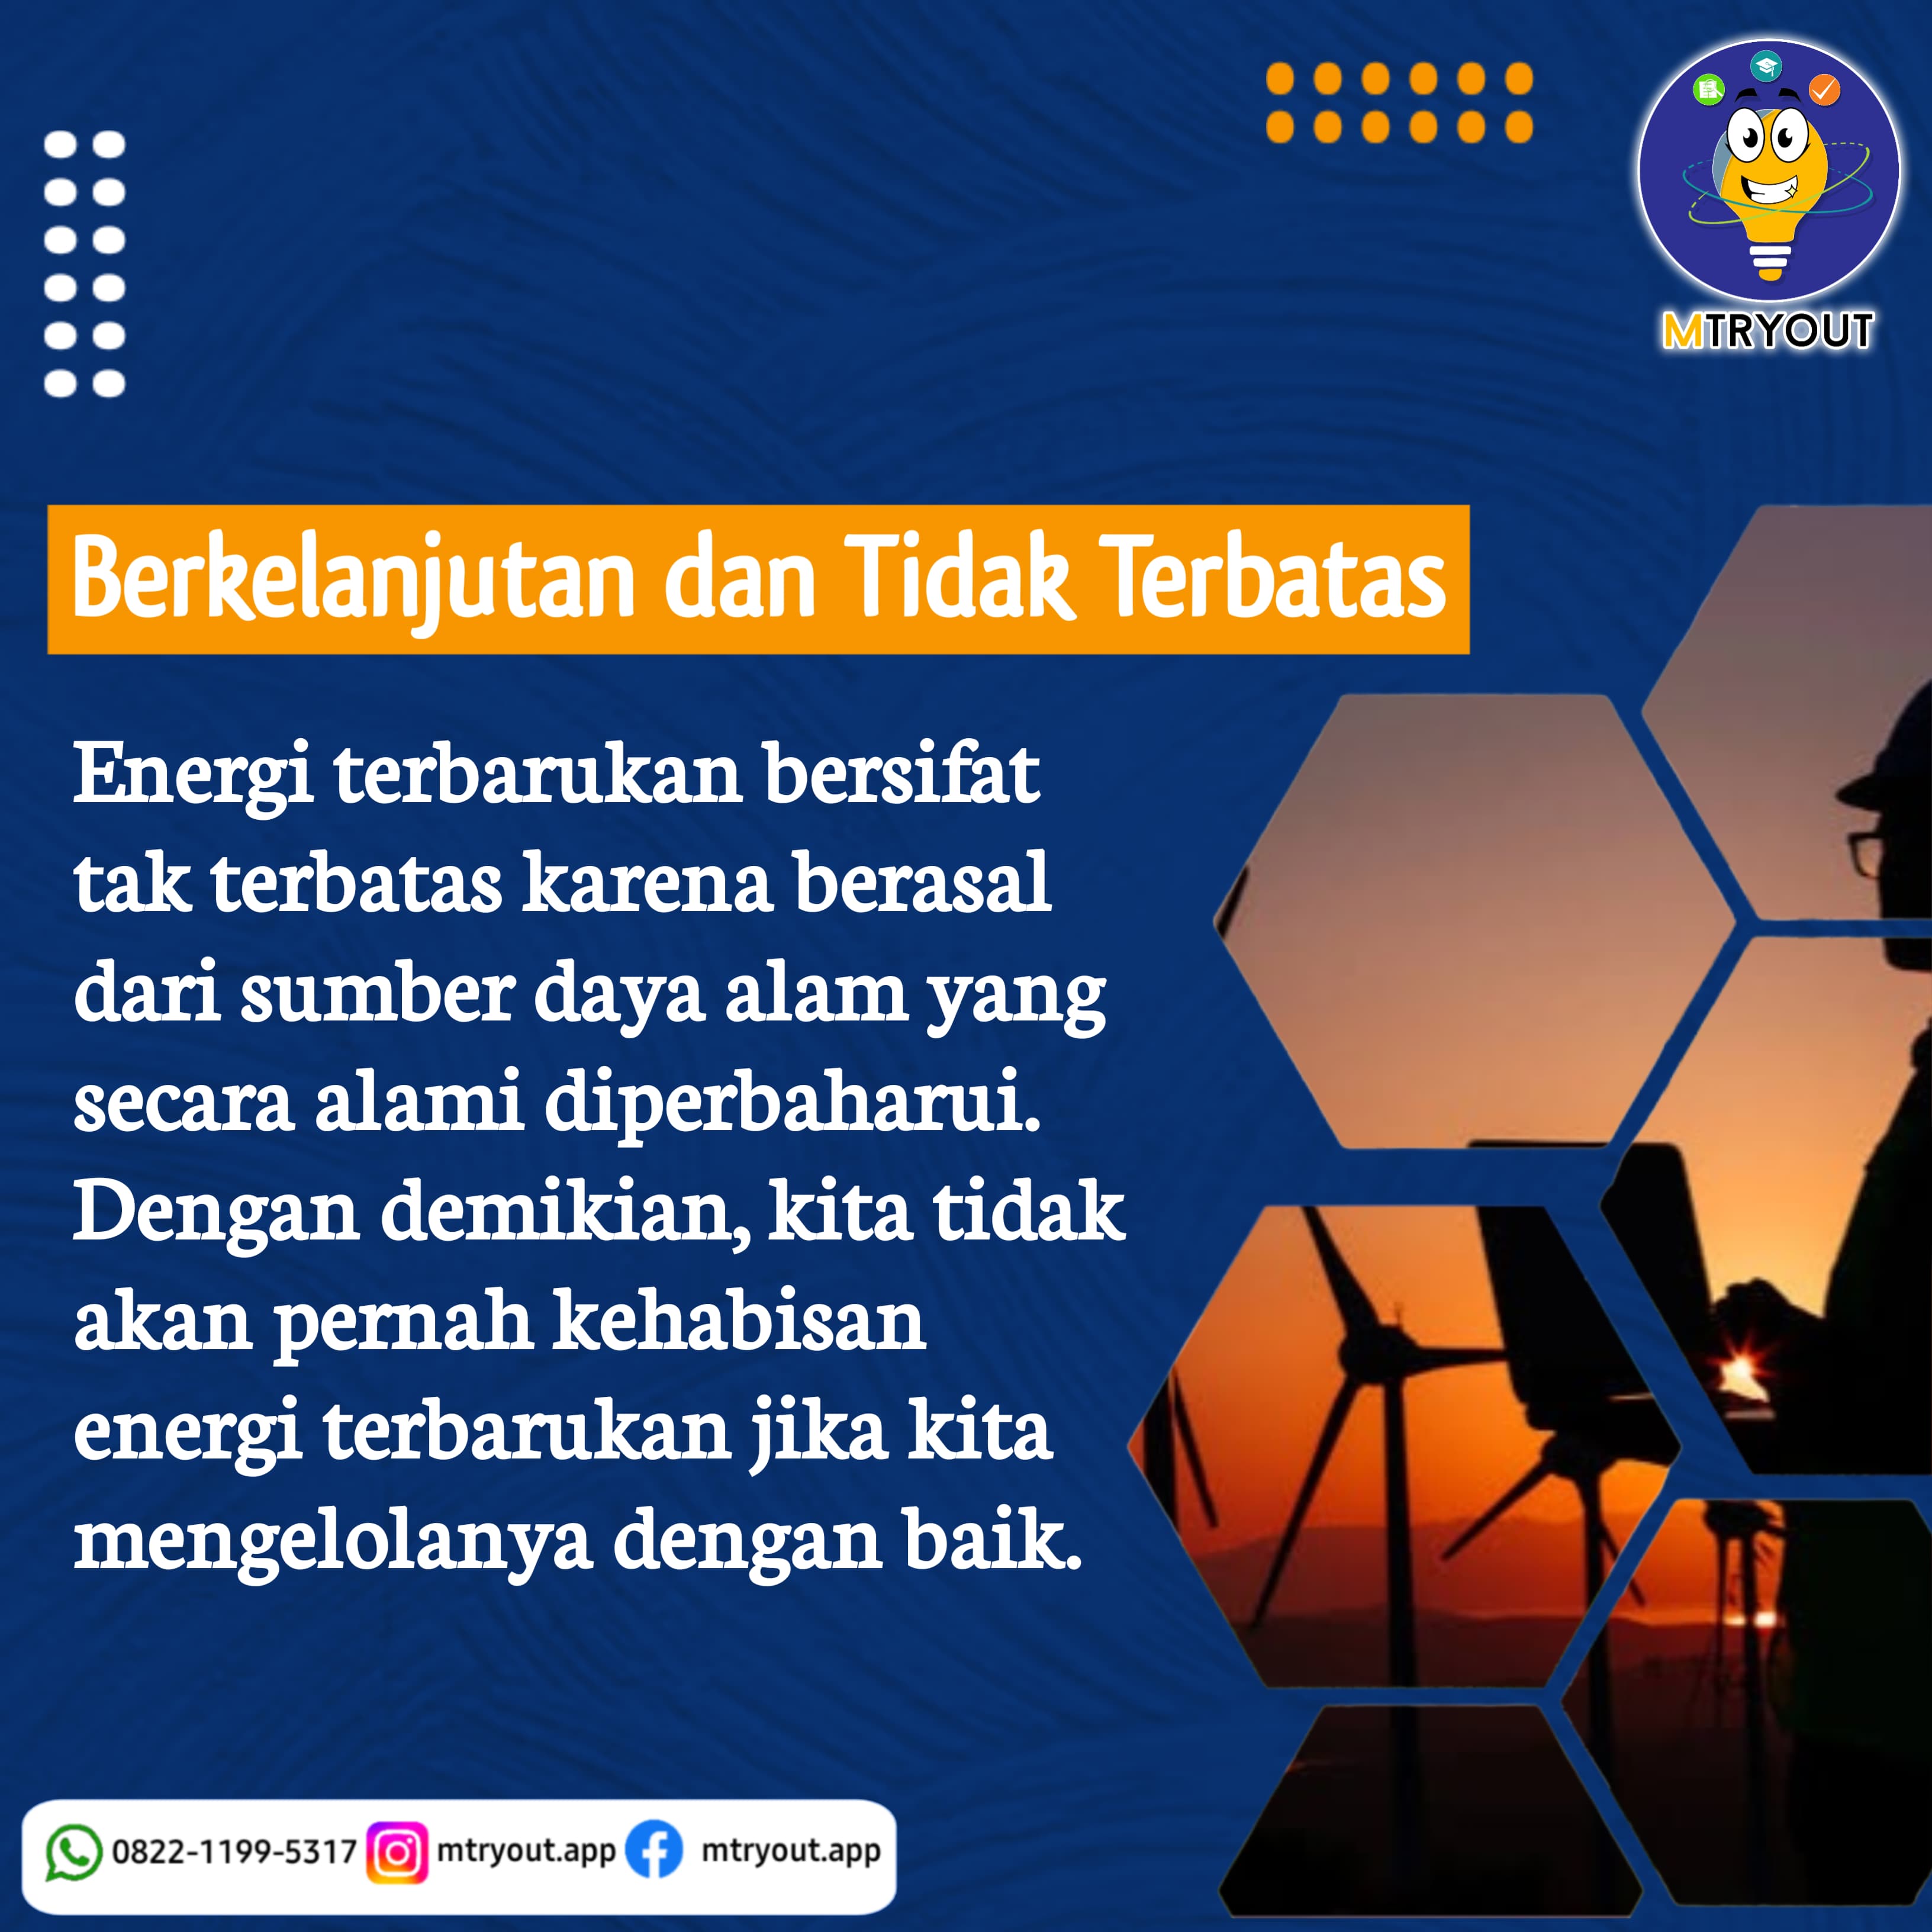 MTRYOUT
Berkelanjutan dan Tidak Terbatas
Energi terbarukan bersifat
tak terbatas karena berasal
dari sumber daya alam yang
secara alami diperbaharui.
Dengan demikian, kita tidak
akan pernah kehabisan
energi terbarukan jika kita
mengelolanya dengan baik.
0822-1199-5317 mtryout.app mtryout.app